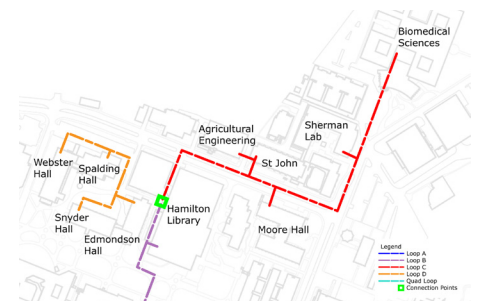 Biomedical
Sciences
Agricultural
Engineering
Sherman
Lab
St John
Webster
Hall
Spalding
Hall
Snyder
Hall
Hamilton
Library
Edmondson
Hall
Moore Hall
Legend
Loop A
Loop B
Loop C
Loop D
Quad Loop
Connection Points